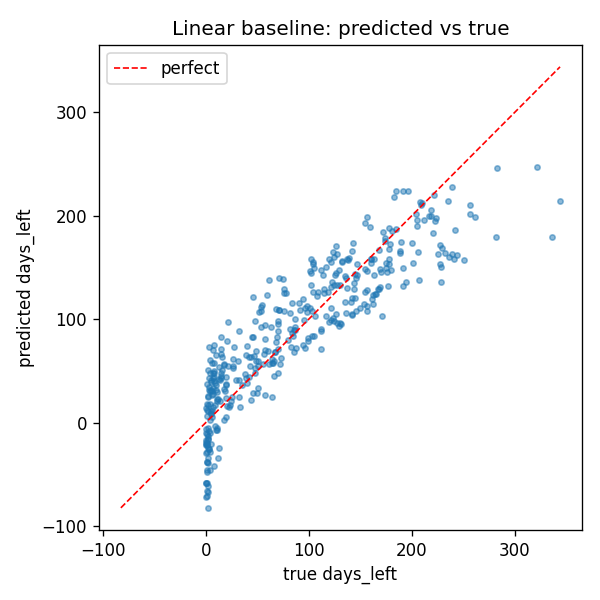 Linear baseline: predicted vs true
perfect
300
200
100
0
−100
predicted days_left
−100
0
100
200
300
true days_left